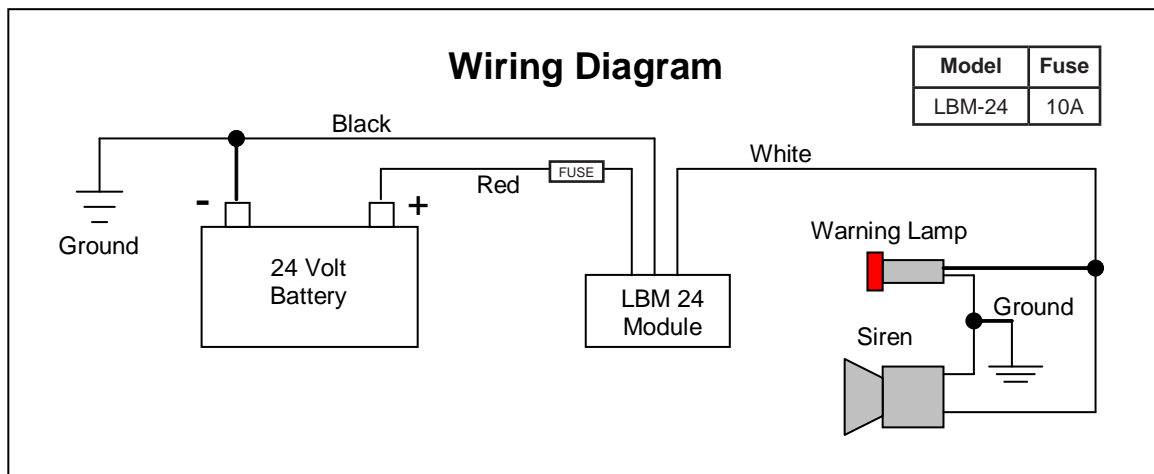 Wiring Diagram
Model Fuse
LBM-24 10A
Black
White
Red
FUSE
- +
Ground
24 Volt
Battery
LBM 24
Module
Warning Lamp
Ground
Siren